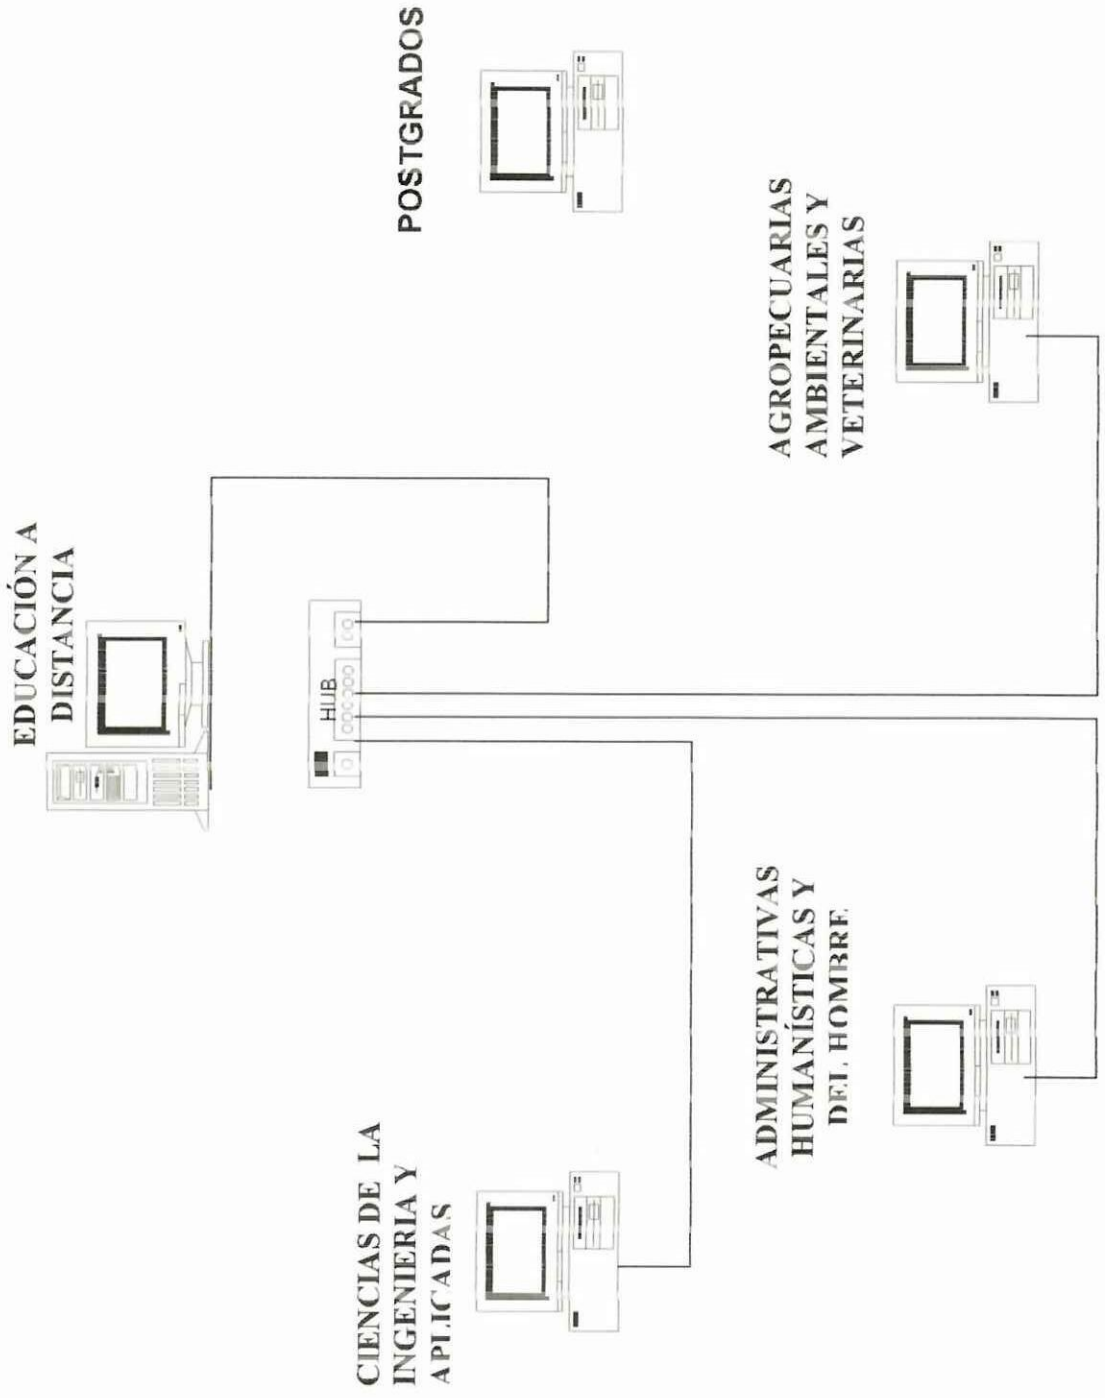 EDUCACIÓN A
DISTANCIA
HUB
CIENCIAS DE LA
INGENIERIA Y
APLICADAS
POSTGRADOS
ADMINISTRATIVAS
HUMANÍSTICAS Y
DEL HOMBRE
AGROPECUARIAS
AMBIENTALES Y
VETERINARIAS